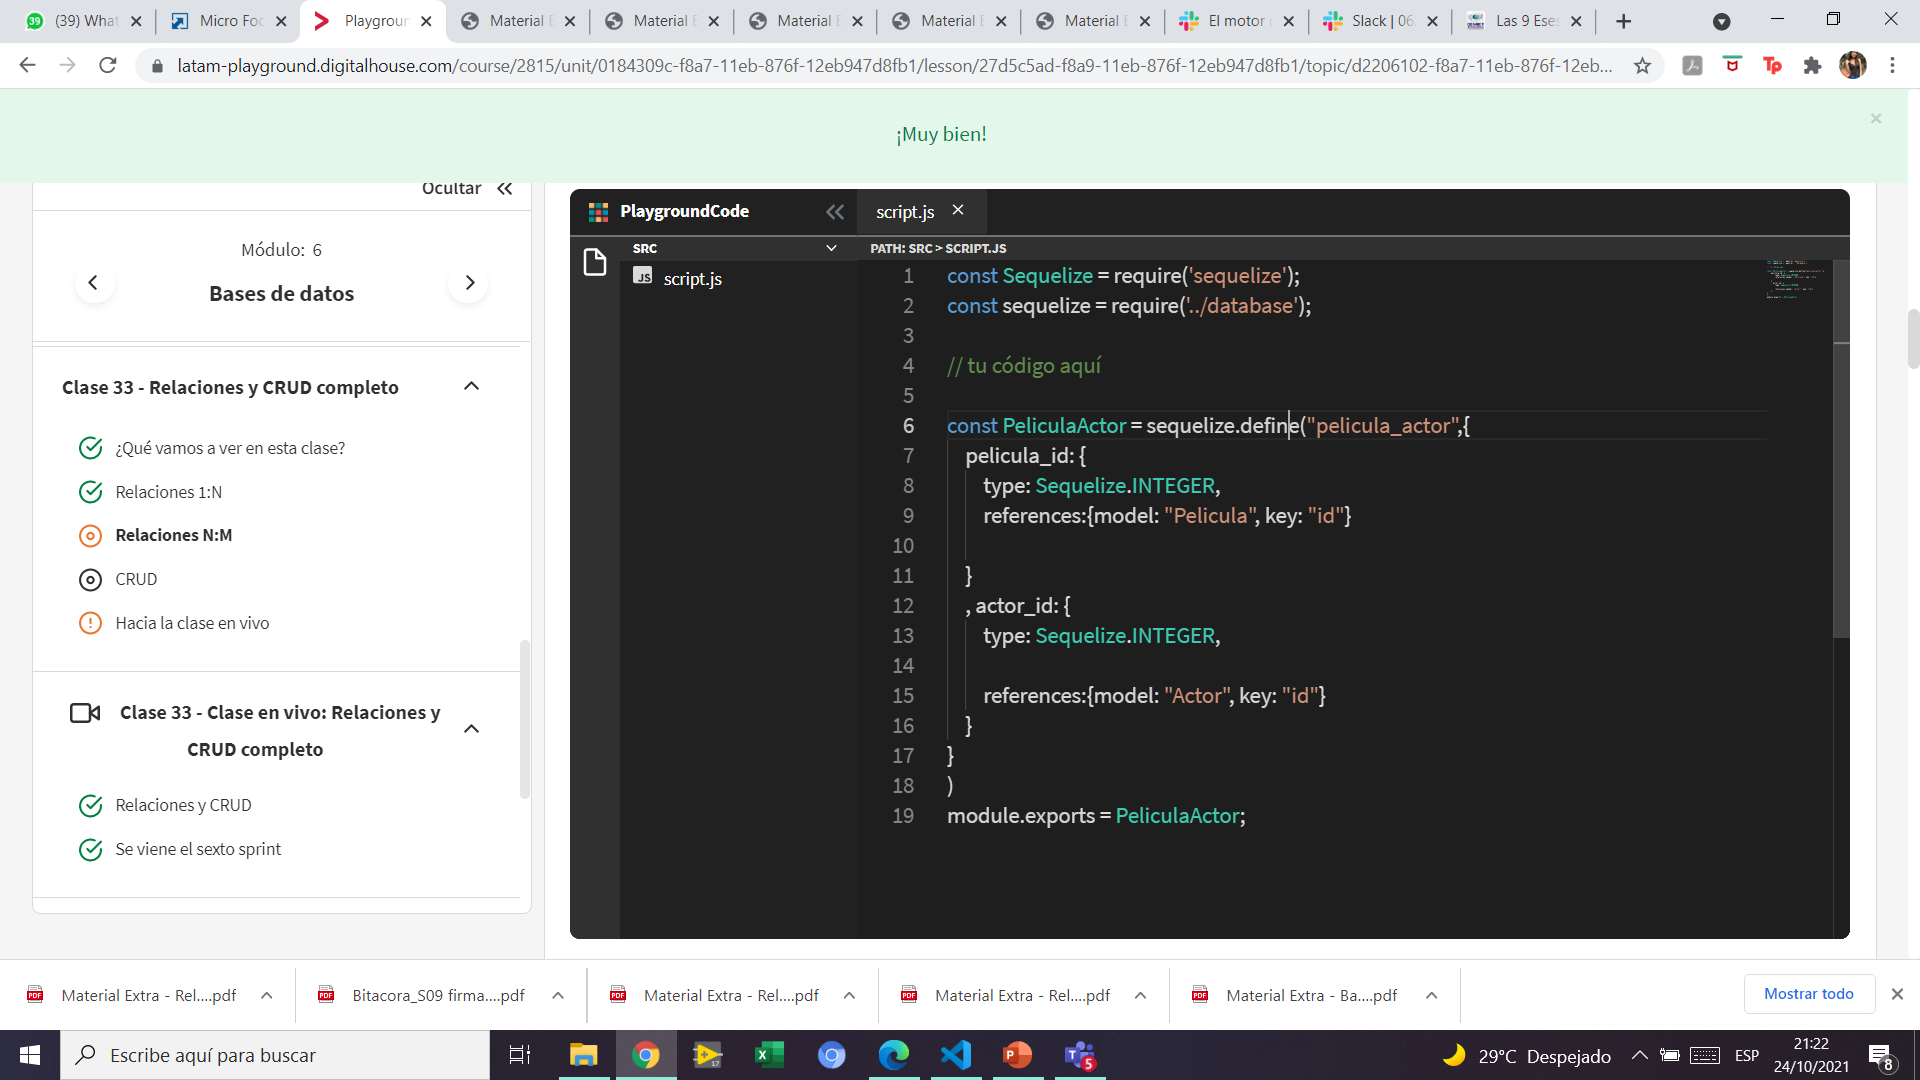 (39) What
Micro Foc
Playgroun
Material E
Material E
Material E
Material E
Material E
El motor
Slack | 06
Las 9 Eses
latam-playground.digitalhouse.com/course/2815/unit/0184309c-f8a7-11eb-876f-12eb947d8fb1/lesson/27d5c5ad-f8a9-11eb-876f-12eb947d8fb1/topic/d2206102-f8a7-11eb-876f-12eb...
¡Muy bien!
Ocultar
Módulo: 6
Bases de datos
Clase 33 - Relaciones y CRUD completo
¿Qué vamos a ver en esta clase?
Relaciones 1:N
Relaciones N:M
CRUD
Hacia la clase en vivo
Clase 33 - Clase en vivo: Relaciones y
CRUD completo
Relaciones y CRUD
Se viene el sexto sprint
PlaygroundCode
script.js
SRC
JS script.js
PATH: SRC > SCRIPT.JS
1 const Sequelize = require('sequelize');
2 const sequelize = require('../database');
3
4 // tu código aquí
5
6 const PeliculaActor = sequelize.define("pelicula_actor",{
7 pelicula_id: {
8 type: Sequelize.INTEGER,
9 references:{model: "Pelicula", key: "id"}
10
11 }
12 , actor_id: {
13 type: Sequelize.INTEGER,
14
15 references:{model: "Actor", key: "id"}
16 }
17 }
18 )
19 module.exports = PeliculaActor;
Material Extra - Rel....pdf
Bitacora_S09 firma....pdf
Material Extra - Rel....pdf
Material Extra - Rel....pdf
Material Extra - Ba....pdf
Mostrar todo
Escribe aquí para buscar
29°C Despejado
ESP
21:22
24/10/2021
8